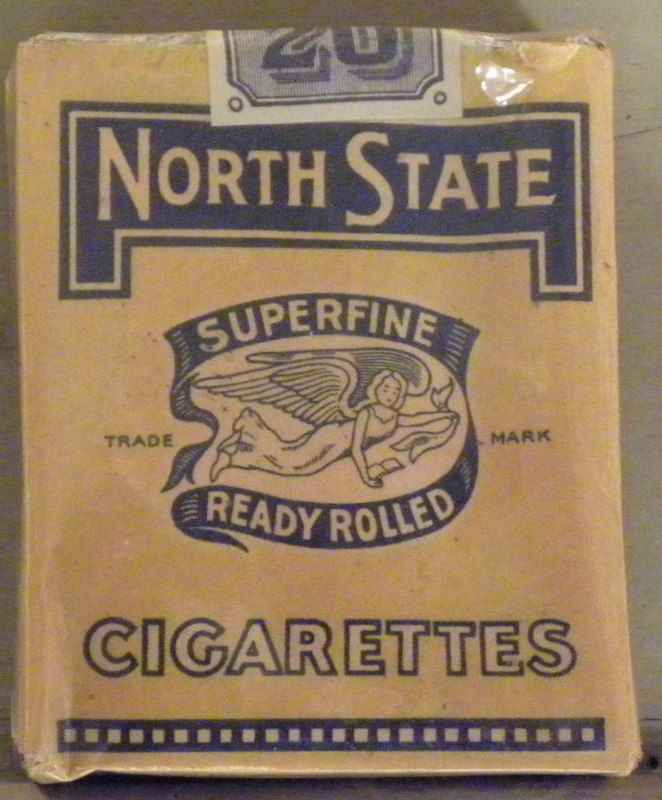 20
NORTH STATE
SUPERFINE
TRADE MARK
READY ROLLED
CIGARETTES